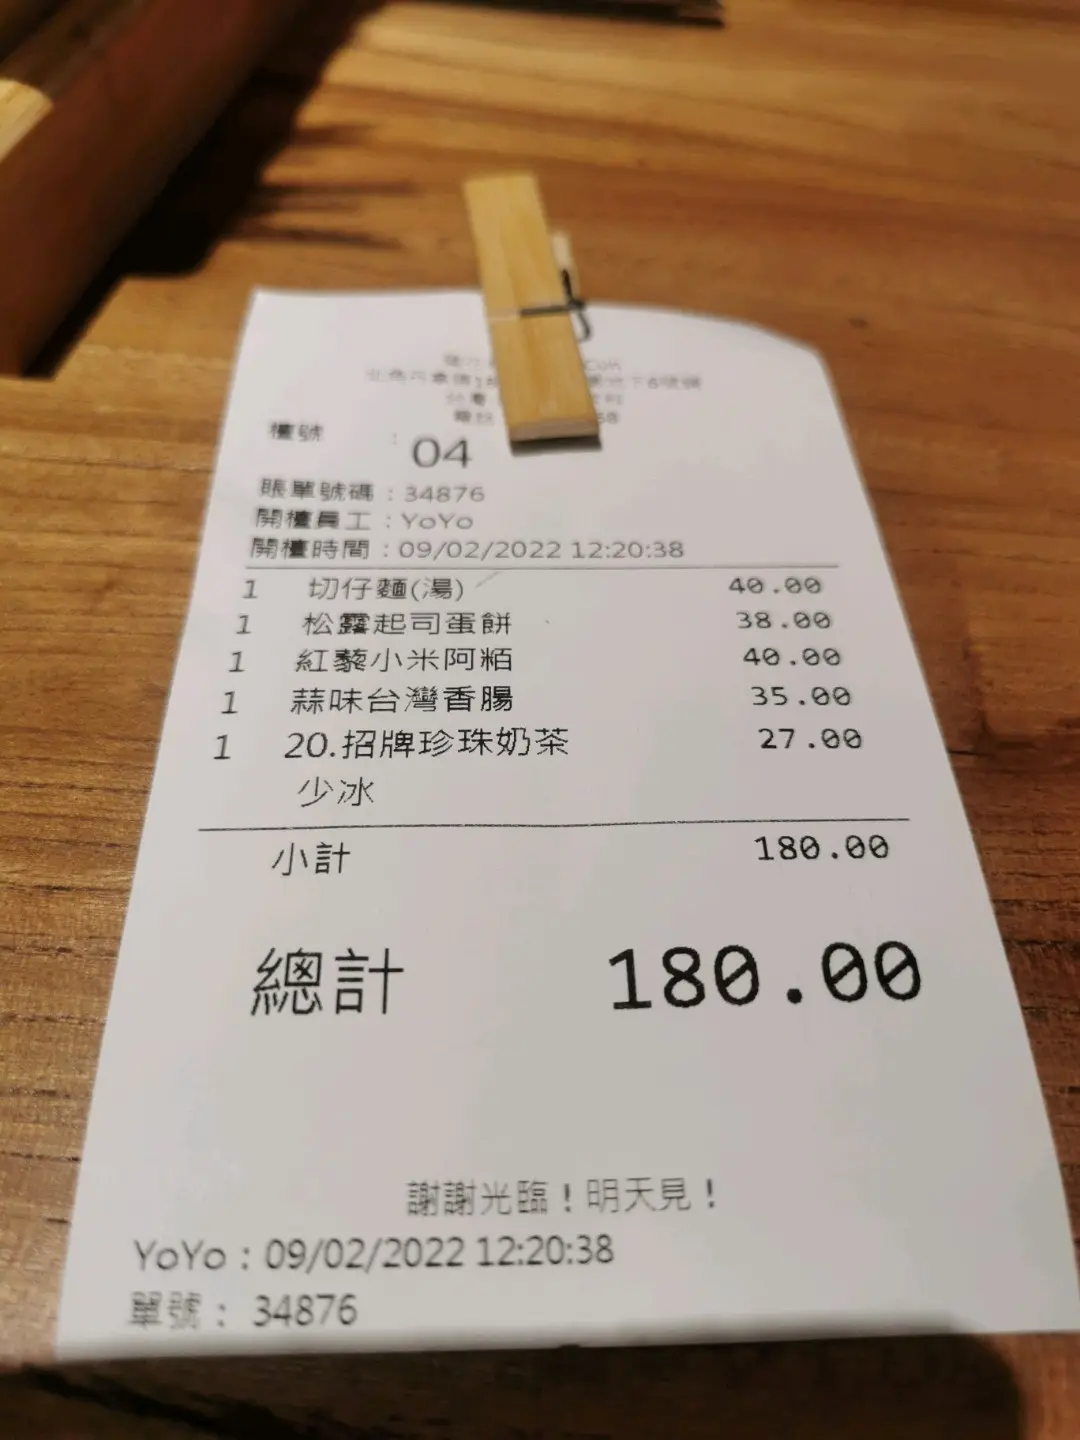 檯號 : 04
賬單號碼 : 34876
開檯員工 : YoYo
開檯時間 : 09/02/2022 12:20:38
1 切仔麵(湯) 40.00
1 松露起司蛋餅 38.00
1 紅藜小米阿粨 40.00
1 蒜味台灣香腸 35.00
1 20.招牌珍珠奶茶 27.00
少冰
小計 180.00
總計 180.00
謝謝光臨！明天見！
YoYo : 09/02/2022 12:20:38
單號 : 34876